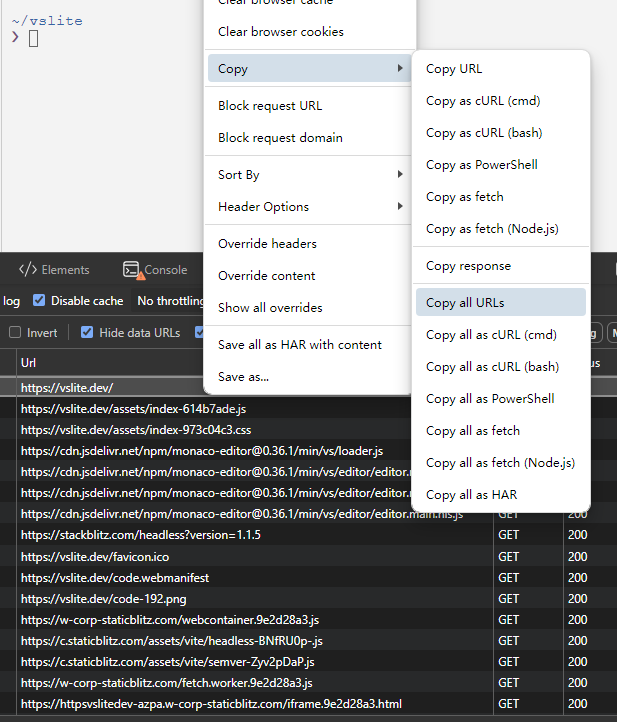 ~/vslite
❯
Clear browser cache
Clear browser cookies
Copy
Block request URL
Block request domain
Sort By
Header Options
Override headers
Override content
Show all overrides
Save all as HAR with content
Save as...
Copy URL
Copy as cURL (cmd)
Copy as cURL (bash)
Copy as PowerShell
Copy as fetch
Copy as fetch (Node.js)
Copy response
Copy all URLs
Copy all as cURL (cmd)
Copy all as cURL (bash)
Copy all as PowerShell
Copy all as fetch
Copy all as fetch (Node.js)
Copy all as HAR
Elements
Console
log
Disable cache
No throttling
Invert
Hide data URLs
Url
https://vslite.dev/
https://vslite.dev/assets/index-614b7ade.js
https://vslite.dev/assets/index-973c04c3.css
https://cdn.jsdelivr.net/npm/monaco-editor@0.36.1/min/vs/loader.js
https://cdn.jsdelivr.net/npm/monaco-editor@0.36.1/min/vs/editor/editor.
https://cdn.jsdelivr.net/npm/monaco-editor@0.36.1/min/vs/editor/editor.
https://cdn.jsdelivr.net/npm/monaco-editor@0.36.1/min/vs/editor/editor.main.nls.js GET 200
https://stackblitz.com/headless?version=1.1.5 GET 200
https://vslite.dev/favicon.ico GET 200
https://vslite.dev/code.webmanifest GET 200
https://vslite.dev/code-192.png GET 200
https://w-corp-staticblitz.com/webcontainer.9e2d28a3.js GET 200
https://c.staticblitz.com/assets/vite/headless-BNfRU0p-.js GET 200
https://c.staticblitz.com/assets/vite/semver-Zyv2pDaP.js GET 200
https://w-corp-staticblitz.com/fetch.worker.9e2d28a3.js GET 200
https://httpsvslitedev-azpa.w-corp-staticblitz.com/iframe.9e2d28a3.html GET 200